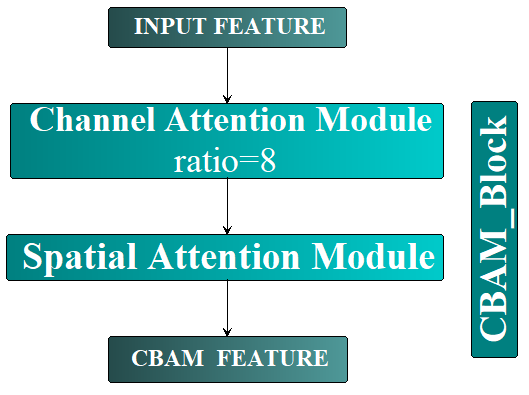 INPUT FEATURE
Channel Attention Module
ratio=8
Spatial Attention Module
CBAM FEATURE
CBAM_Block